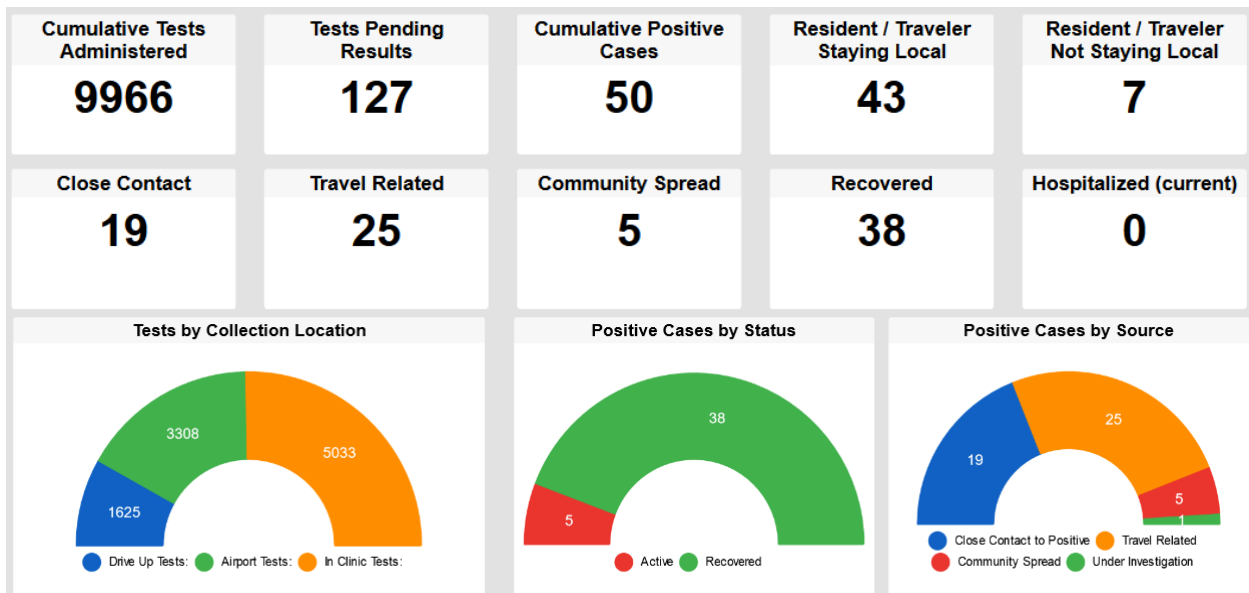 Cumulative Tests
Administered
9966
Tests Pending
Results
127
Cumulative Positive
Cases
50
Resident / Traveler
Staying Local
43
Resident / Traveler
Not Staying Local
7
Close Contact
19
Travel Related
25
Community Spread
5
Recovered
38
Hospitalized (current)
0
Tests by Collection Location
1625
3308
5033
Drive Up Tests:
Airport Tests:
In Clinic Tests:
Positive Cases by Status
5
38
Active
Recovered
Positive Cases by Source
19
25
5
1
Close Contact to Positive
Travel Related
Community Spread
Under Investigation